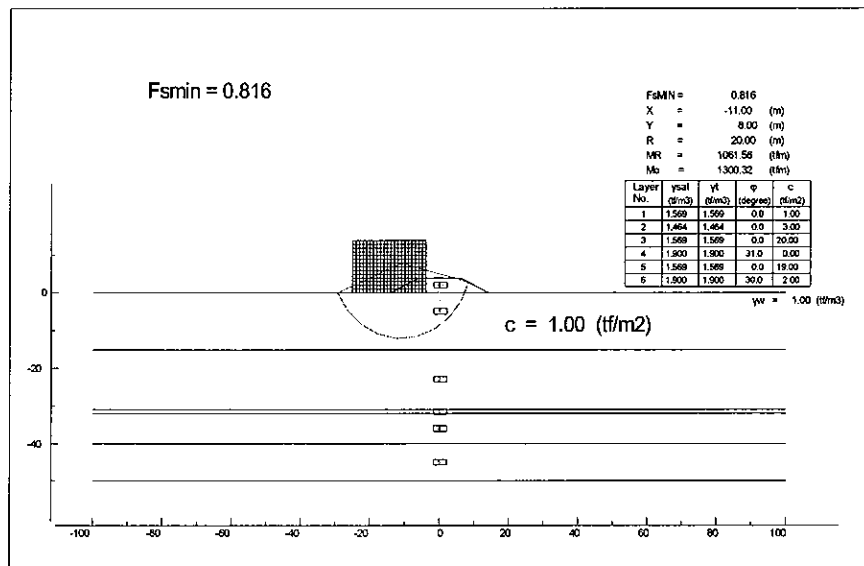 Fsmin = 0.816
FsMIN = 0.816
X = -11.00 (m)
Y = 8.00 (m)
R = 20.00 (m)
MR = 1061.56 (tfm)
Mo = 1300.32 (tfm)
Layer No. γsat (tf/m3) γt (tf/m3) φ (degree) c (tf/m2)
1 1.569 1.569 0.0 1.00
2 1.464 1.464 0.0 3.00
3 1.569 1.569 0.0 20.00
4 1.900 1.900 31.0 0.00
5 1.569 1.569 0.0 19.00
6 1.900 1.900 30.0 2.00
γw = 1.00 (tf/m3)
c = 1.00 (tf/m2)
0
-20
-40
-100 -80 -60 -40 -20 0 20 40 60 80 100